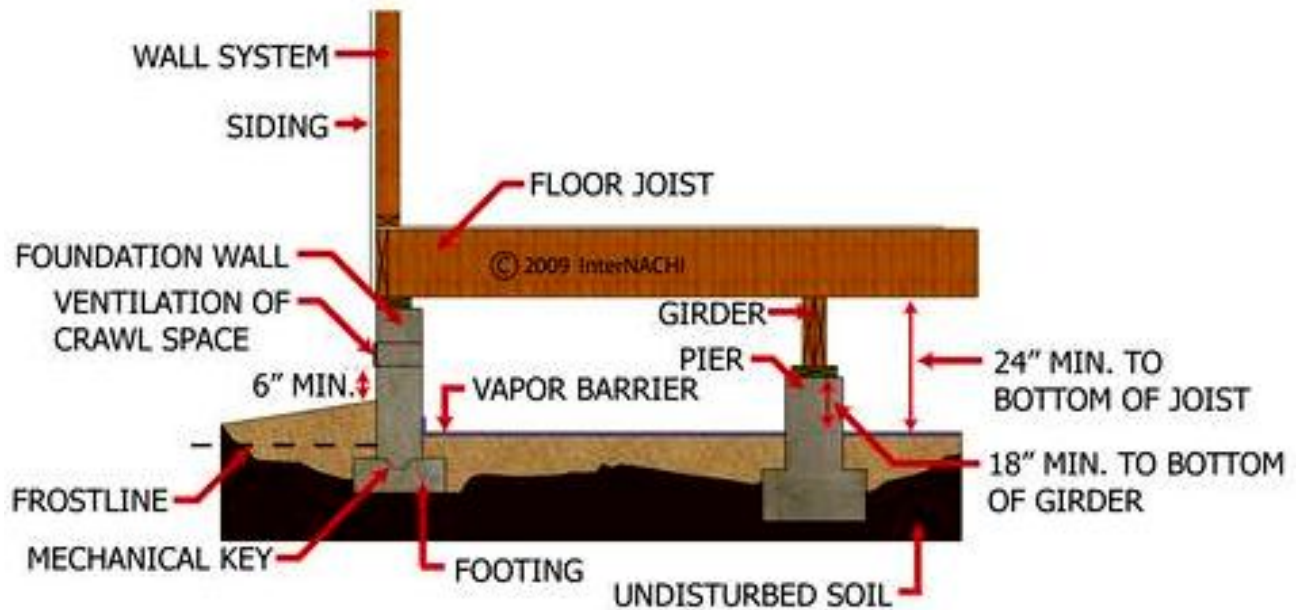 WALL SYSTEM
SIDING
FLOOR JOIST
FOUNDATION WALL
© 2009 InterNACHI
VENTILATION OF
CRAWL SPACE
GIRDER
PIER
24” MIN. TO
BOTTOM OF JOIST
6” MIN.
VAPOR BARRIER
18” MIN. TO BOTTOM
OF GIRDER
FROSTLINE
MECHANICAL KEY
FOOTING
UNDISTURBED SOIL